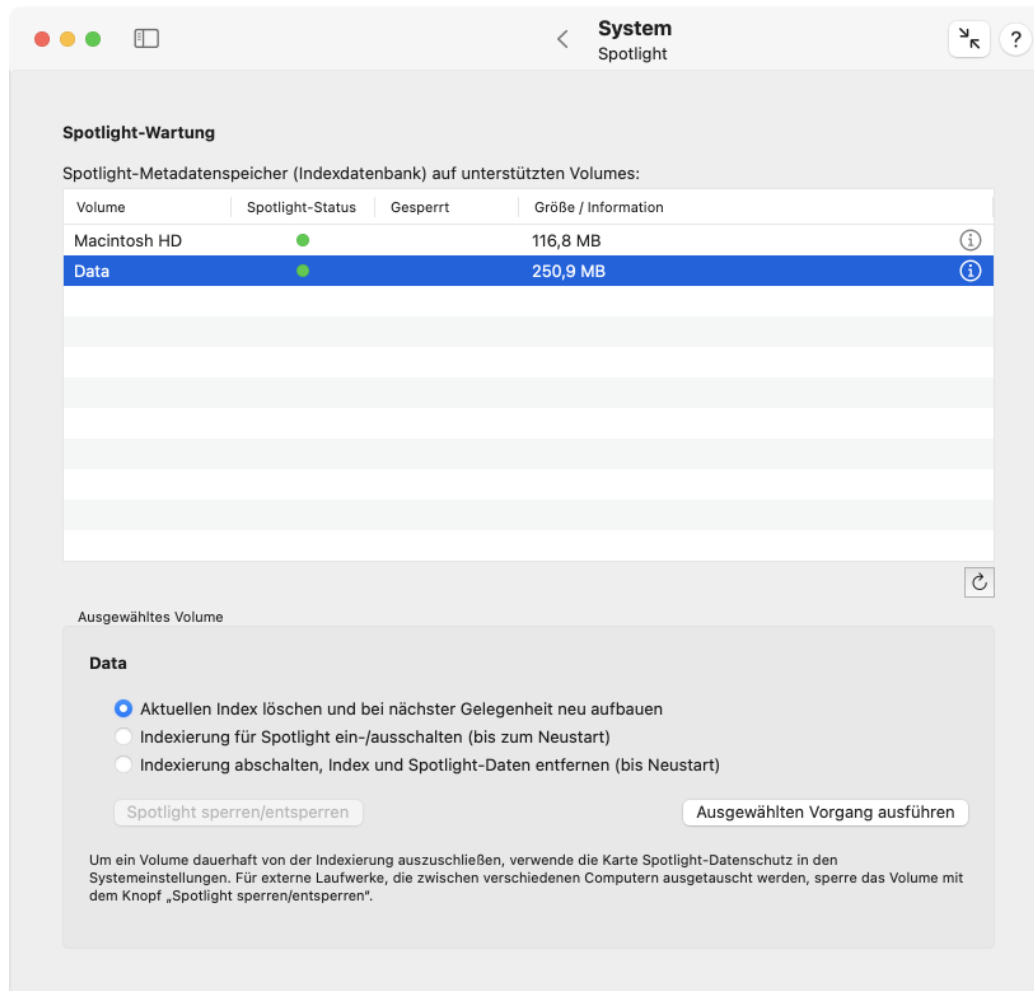 System
Spotlight
?
Spotlight-Wartung
Spotlight-Metadatenspeicher (Indexdatenbank) auf unterstützten Volumes:
Volume Spotlight-Status Gesperrt Größe / Information
Macintosh HD 116,8 MB
Data 250,9 MB
Ausgewähltes Volume
Data
Aktuellen Index löschen und bei nächster Gelegenheit neu aufbauen
Indexierung für Spotlight ein-/ausschalten (bis zum Neustart)
Indexierung abschalten, Index und Spotlight-Daten entfernen (bis Neustart)
Spotlight sperren/entsperren Ausgewählten Vorgang ausführen
Um ein Volume dauerhaft von der Indexierung auszuschließen, verwende die Karte Spotlight-Datenschutz in den
Systemeinstellungen. Für externe Laufwerke, die zwischen verschiedenen Computern ausgetauscht werden, sperre das Volume mit
dem Knopf „Spotlight sperren/entsperren“.